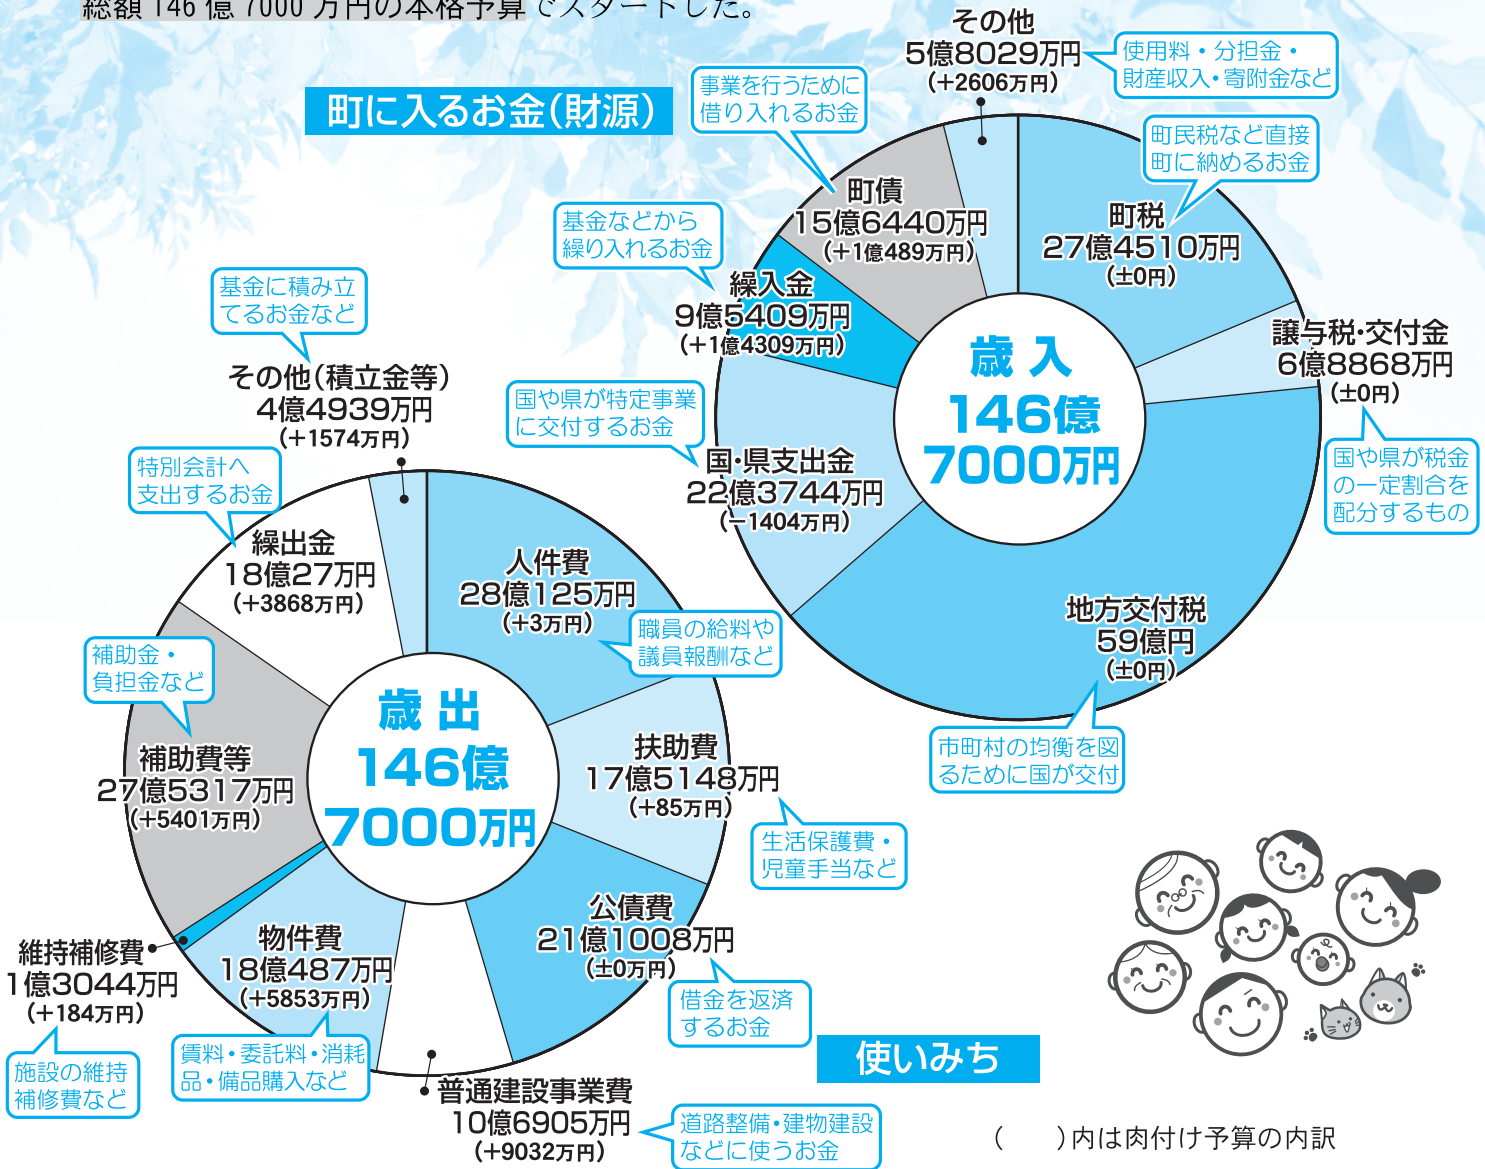 総額 146 億 7000 万円の本格予算でスタートした。
町に入るお金(財源)
その他
5億8029万円
(+2606万円)
使用料・分担金・
財産収入・寄附金など
事業を行うために
借り入れるお金
町債
15億6440万円
(+1億489万円)
町民税など直接
町に納めるお金
町税
27億4510万円
(±0円)
基金などから
繰り入れるお金
繰入金
9億5409万円
(+1億4309万円)
譲与税・交付金
6億8868万円
(±0円)
国や県が税金
の一定割合を
配分するもの
歳入
146億
7000万円
国や県が特定事業
に交付するお金
国・県支出金
22億3744万円
(−1404万円)
地方交付税
59億円
(±0円)
市町村の均衡を図
るために国が交付
基金に積み立
てるお金など
その他(積立金等)
4億4939万円
(+1574万円)
特別会計へ
支出するお金
繰出金
18億27万円
(+3868万円)
人件費
28億125万円
(+3万円)
職員の給料や
議員報酬など
補助金・
負担金など
補助費等
27億5317万円
(+5401万円)
歳出
146億
7000万円
扶助費
17億5148万円
(+85万円)
生活保護費・
児童手当など
公債費
21億1008万円
(±0万円)
借金を返済
するお金
維持補修費
1億3044万円
(+184万円)
施設の維持
補修費など
物件費
18億487万円
(+5853万円)
賃料・委託料・消耗
品・備品購入など
普通建設事業費
10億6905万円
(+9032万円)
道路整備・建物建設
などに使うお金
使いみち
(　　)内は肉付け予算の内訳